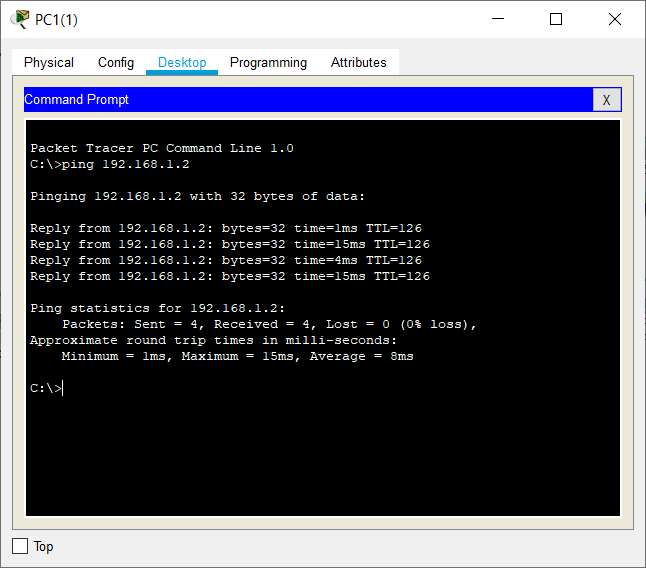 PC1(1)
Physical Config Desktop Programming Attributes
Command Prompt
X
Packet Tracer PC Command Line 1.0
C:\>ping 192.168.1.2
Pinging 192.168.1.2 with 32 bytes of data:
Reply from 192.168.1.2: bytes=32 time=1ms TTL=126
Reply from 192.168.1.2: bytes=32 time=15ms TTL=126
Reply from 192.168.1.2: bytes=32 time=4ms TTL=126
Reply from 192.168.1.2: bytes=32 time=15ms TTL=126
Ping statistics for 192.168.1.2:
    Packets: Sent = 4, Received = 4, Lost = 0 (0% loss),
Approximate round trip times in milli-seconds:
    Minimum = 1ms, Maximum = 15ms, Average = 8ms
C:\>
Top